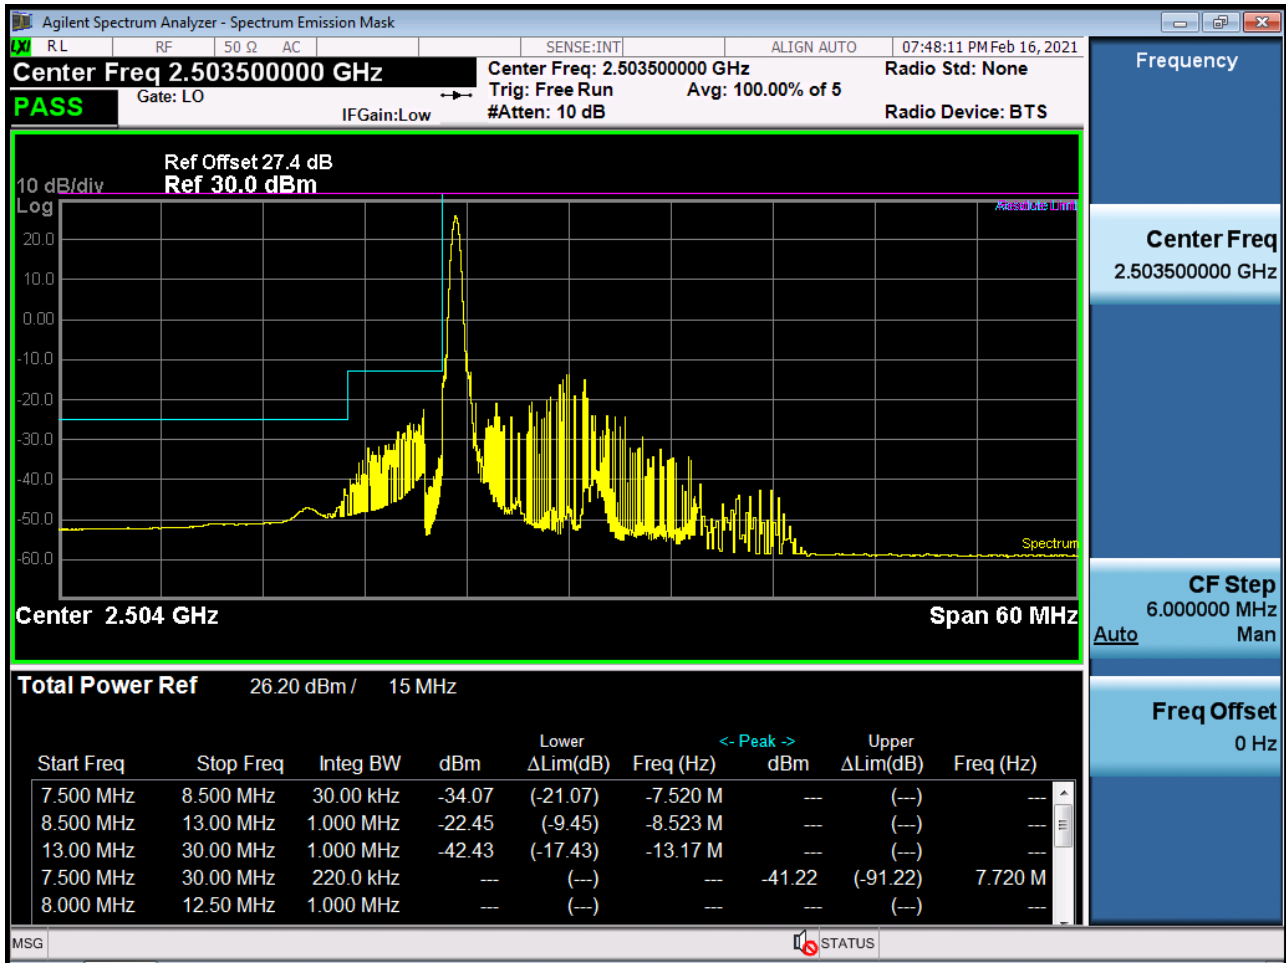 Agilent Spectrum Analyzer - Spectrum Emission Mask
LXI RL RF 50 Ω AC SENSE:INT ALIGN AUTO 07:48:11 PM Feb 16, 2021
Center Freq 2.503500000 GHz
Center Freq: 2.503500000 GHz Radio Std: None
PASS Gate: LO Trig: Free Run Avg: 100.00% of 5
IFGain:Low #Atten: 10 dB Radio Device: BTS
Ref Offset 27.4 dB
10 dB/div Ref 30.0 dBm
Log
20.0
10.0
0.00
-10.0
-20.0
-30.0
-40.0
-50.0
Spectrum
-60.0
Center 2.504 GHz Span 60 MHz
Total Power Ref 26.20 dBm / 15 MHz
Lower <- Peak -> Upper
Start Freq Stop Freq Integ BW dBm ΔLim(dB) Freq (Hz) dBm ΔLim(dB) Freq (Hz)
7.500 MHz 8.500 MHz 30.00 kHz -34.07 (-21.07) -7.520 M --- (---) ---
8.500 MHz 13.00 MHz 1.000 MHz -22.45 (-9.45) -8.523 M --- (---) ---
13.00 MHz 30.00 MHz 1.000 MHz -42.43 (-17.43) -13.17 M --- (---) ---
7.500 MHz 30.00 MHz 220.0 kHz --- (---) --- -41.22 (-91.22) 7.720 M
8.000 MHz 12.50 MHz 1.000 MHz --- (---) --- --- (---) ---
MSG STATUS
Frequency
Center Freq
2.503500000 GHz
CF Step
6.000000 MHz
Auto Man
Freq Offset
0 Hz